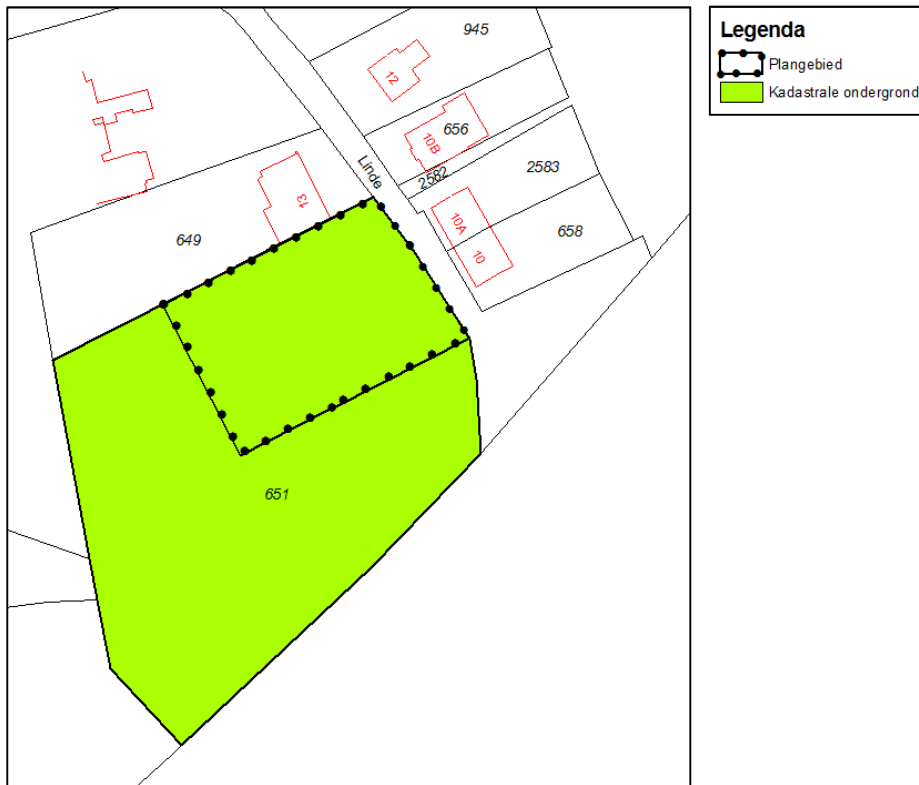 945
12
656
10B
Linde
2582
2583
13
10A
649
658
10
651
Legenda
Plangebied
Kadastrale ondergrond